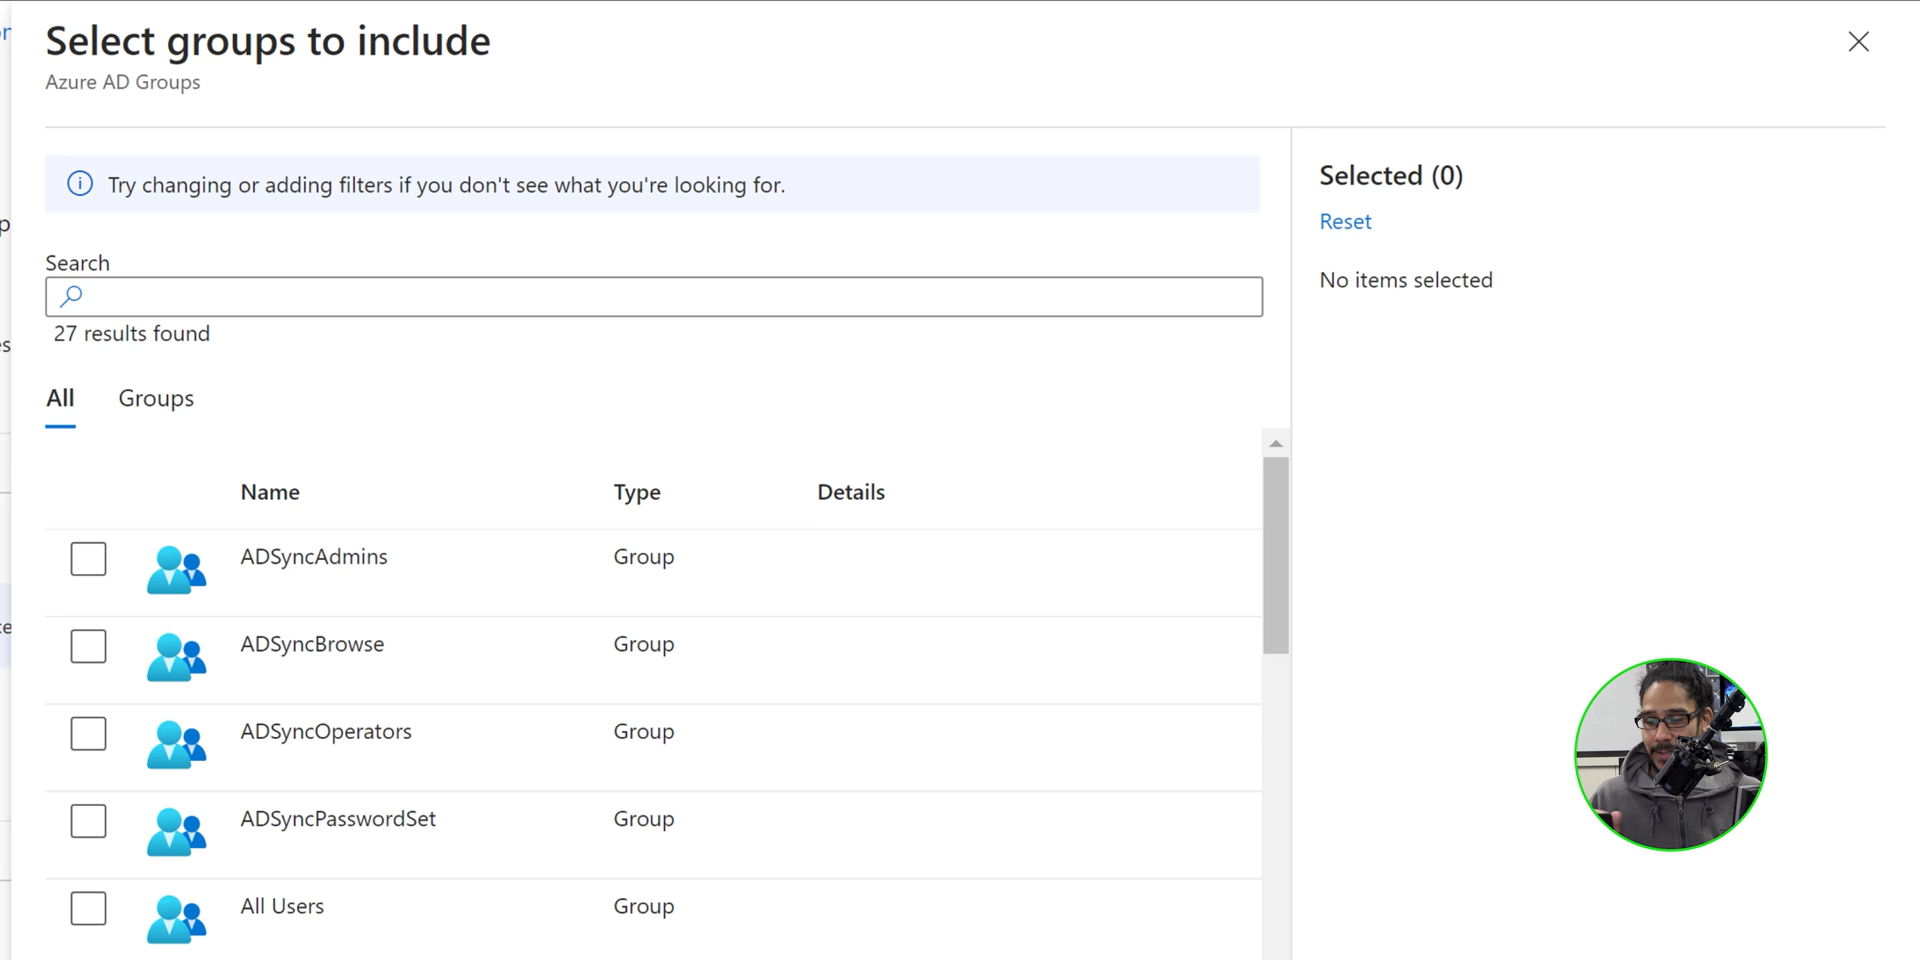 Select groups to include
Azure AD Groups
Try changing or adding filters if you don't see what you're looking for.
Search
27 results found
All Groups
Name Type Details
ADSyncAdmins Group
ADSyncBrowse Group
ADSyncOperators Group
ADSyncPasswordSet Group
All Users Group
Selected (0)
Reset
No items selected